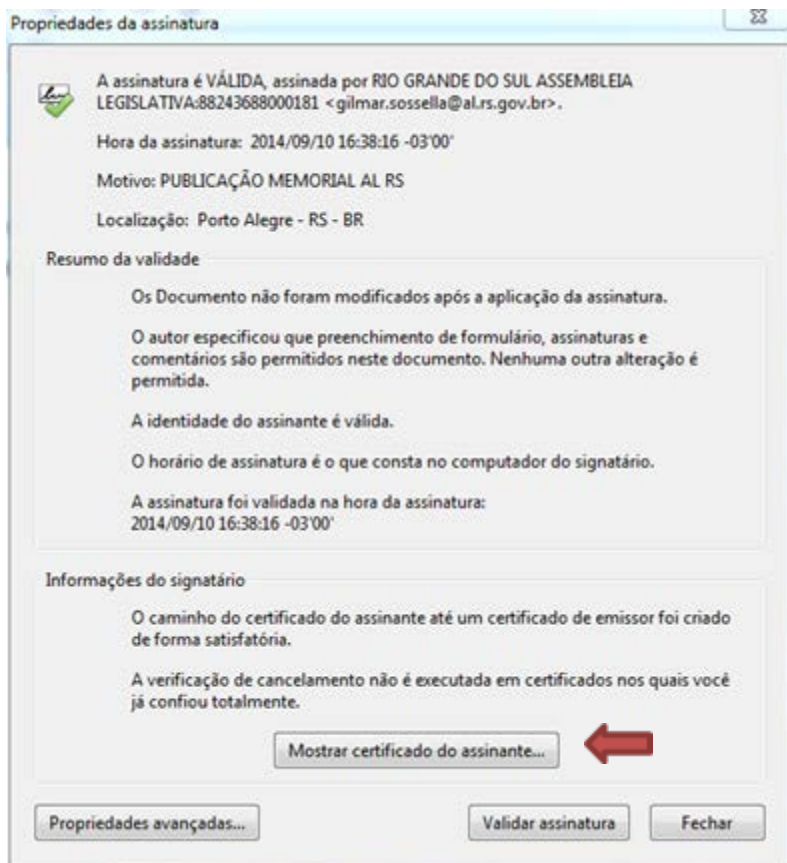 Propriedades da assinatura
A assinatura é VÁLIDA, assinada por RIO GRANDE DO SUL ASSEMBLEIA
LEGISLATIVA:88243688000181 <gilmar.sossella@al.rs.gov.br>.
Hora da assinatura: 2014/09/10 16:38:16 -03'00'
Motivo: PUBLICAÇÃO MEMORIAL AL RS
Localização: Porto Alegre - RS - BR
Resumo da validade
Os Documento não foram modificados após a aplicação da assinatura.
O autor especificou que preenchimento de formulário, assinaturas e
comentários são permitidos neste documento. Nenhuma outra alteração é
permitida.
A identidade do assinante é válida.
O horário de assinatura é o que consta no computador do signatário.
A assinatura foi validada na hora da assinatura:
2014/09/10 16:38:16 -03'00'
Informações do signatário
O caminho do certificado do assinante até um certificado de emissor foi criado
de forma satisfatória.
A verificação de cancelamento não é executada em certificados nos quais você
já confiou totalmente.
Mostrar certificado do assinante...
Propriedades avançadas...
Validar assinatura
Fechar